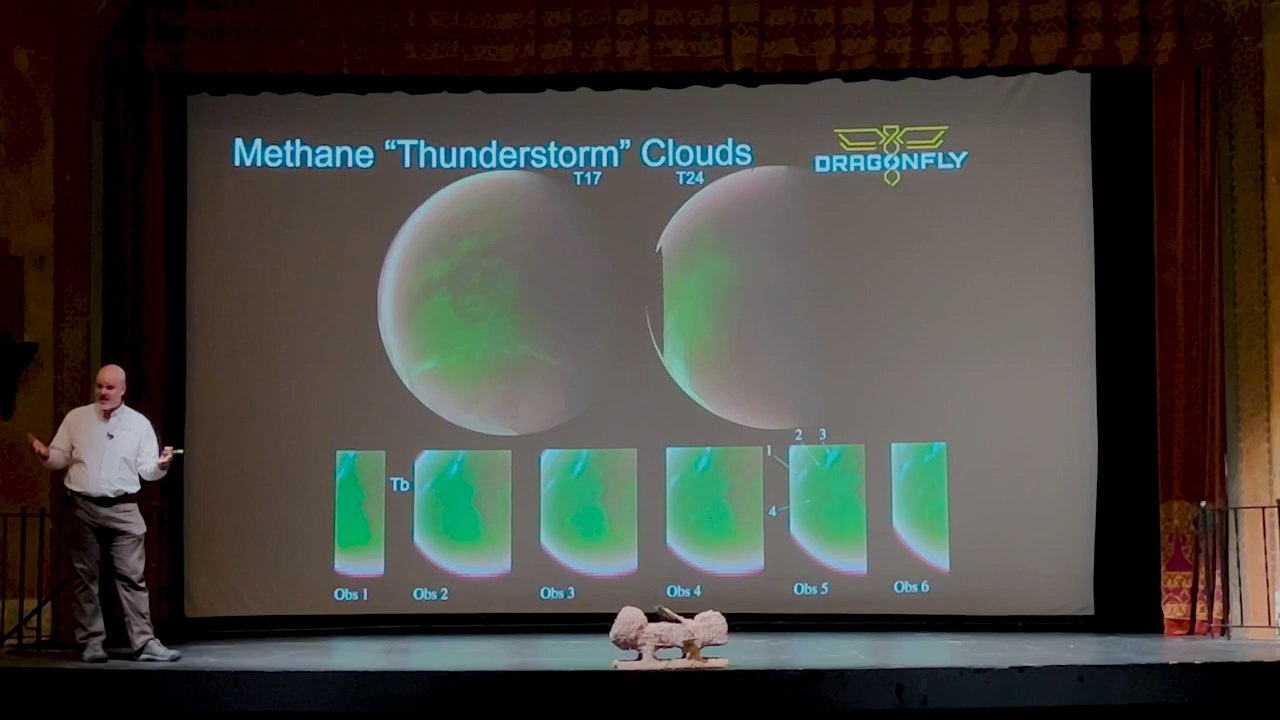 Methane “Thunderstorm” Clouds
DRAGONFLY
T17
T24
1
2
3
4
Tb
Obs 1
Obs 2
Obs 3
Obs 4
Obs 5
Obs 6